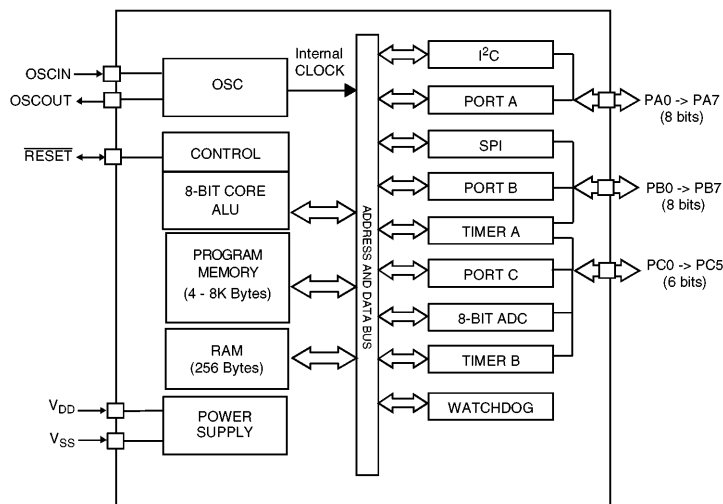 OSCIN
OSCOUT
RESET
V_DD
V_SS
OSC
CONTROL
8-BIT CORE
ALU
PROGRAM
MEMORY
(4 - 8K Bytes)
RAM
(256 Bytes)
POWER
SUPPLY
Internal
CLOCK
ADDRESS AND DATA BUS
I²C
PORT A
SPI
PORT B
TIMER A
PORT C
8-BIT ADC
TIMER B
WATCHDOG
PA0 -> PA7
(8 bits)
PB0 -> PB7
(8 bits)
PC0 -> PC5
(6 bits)